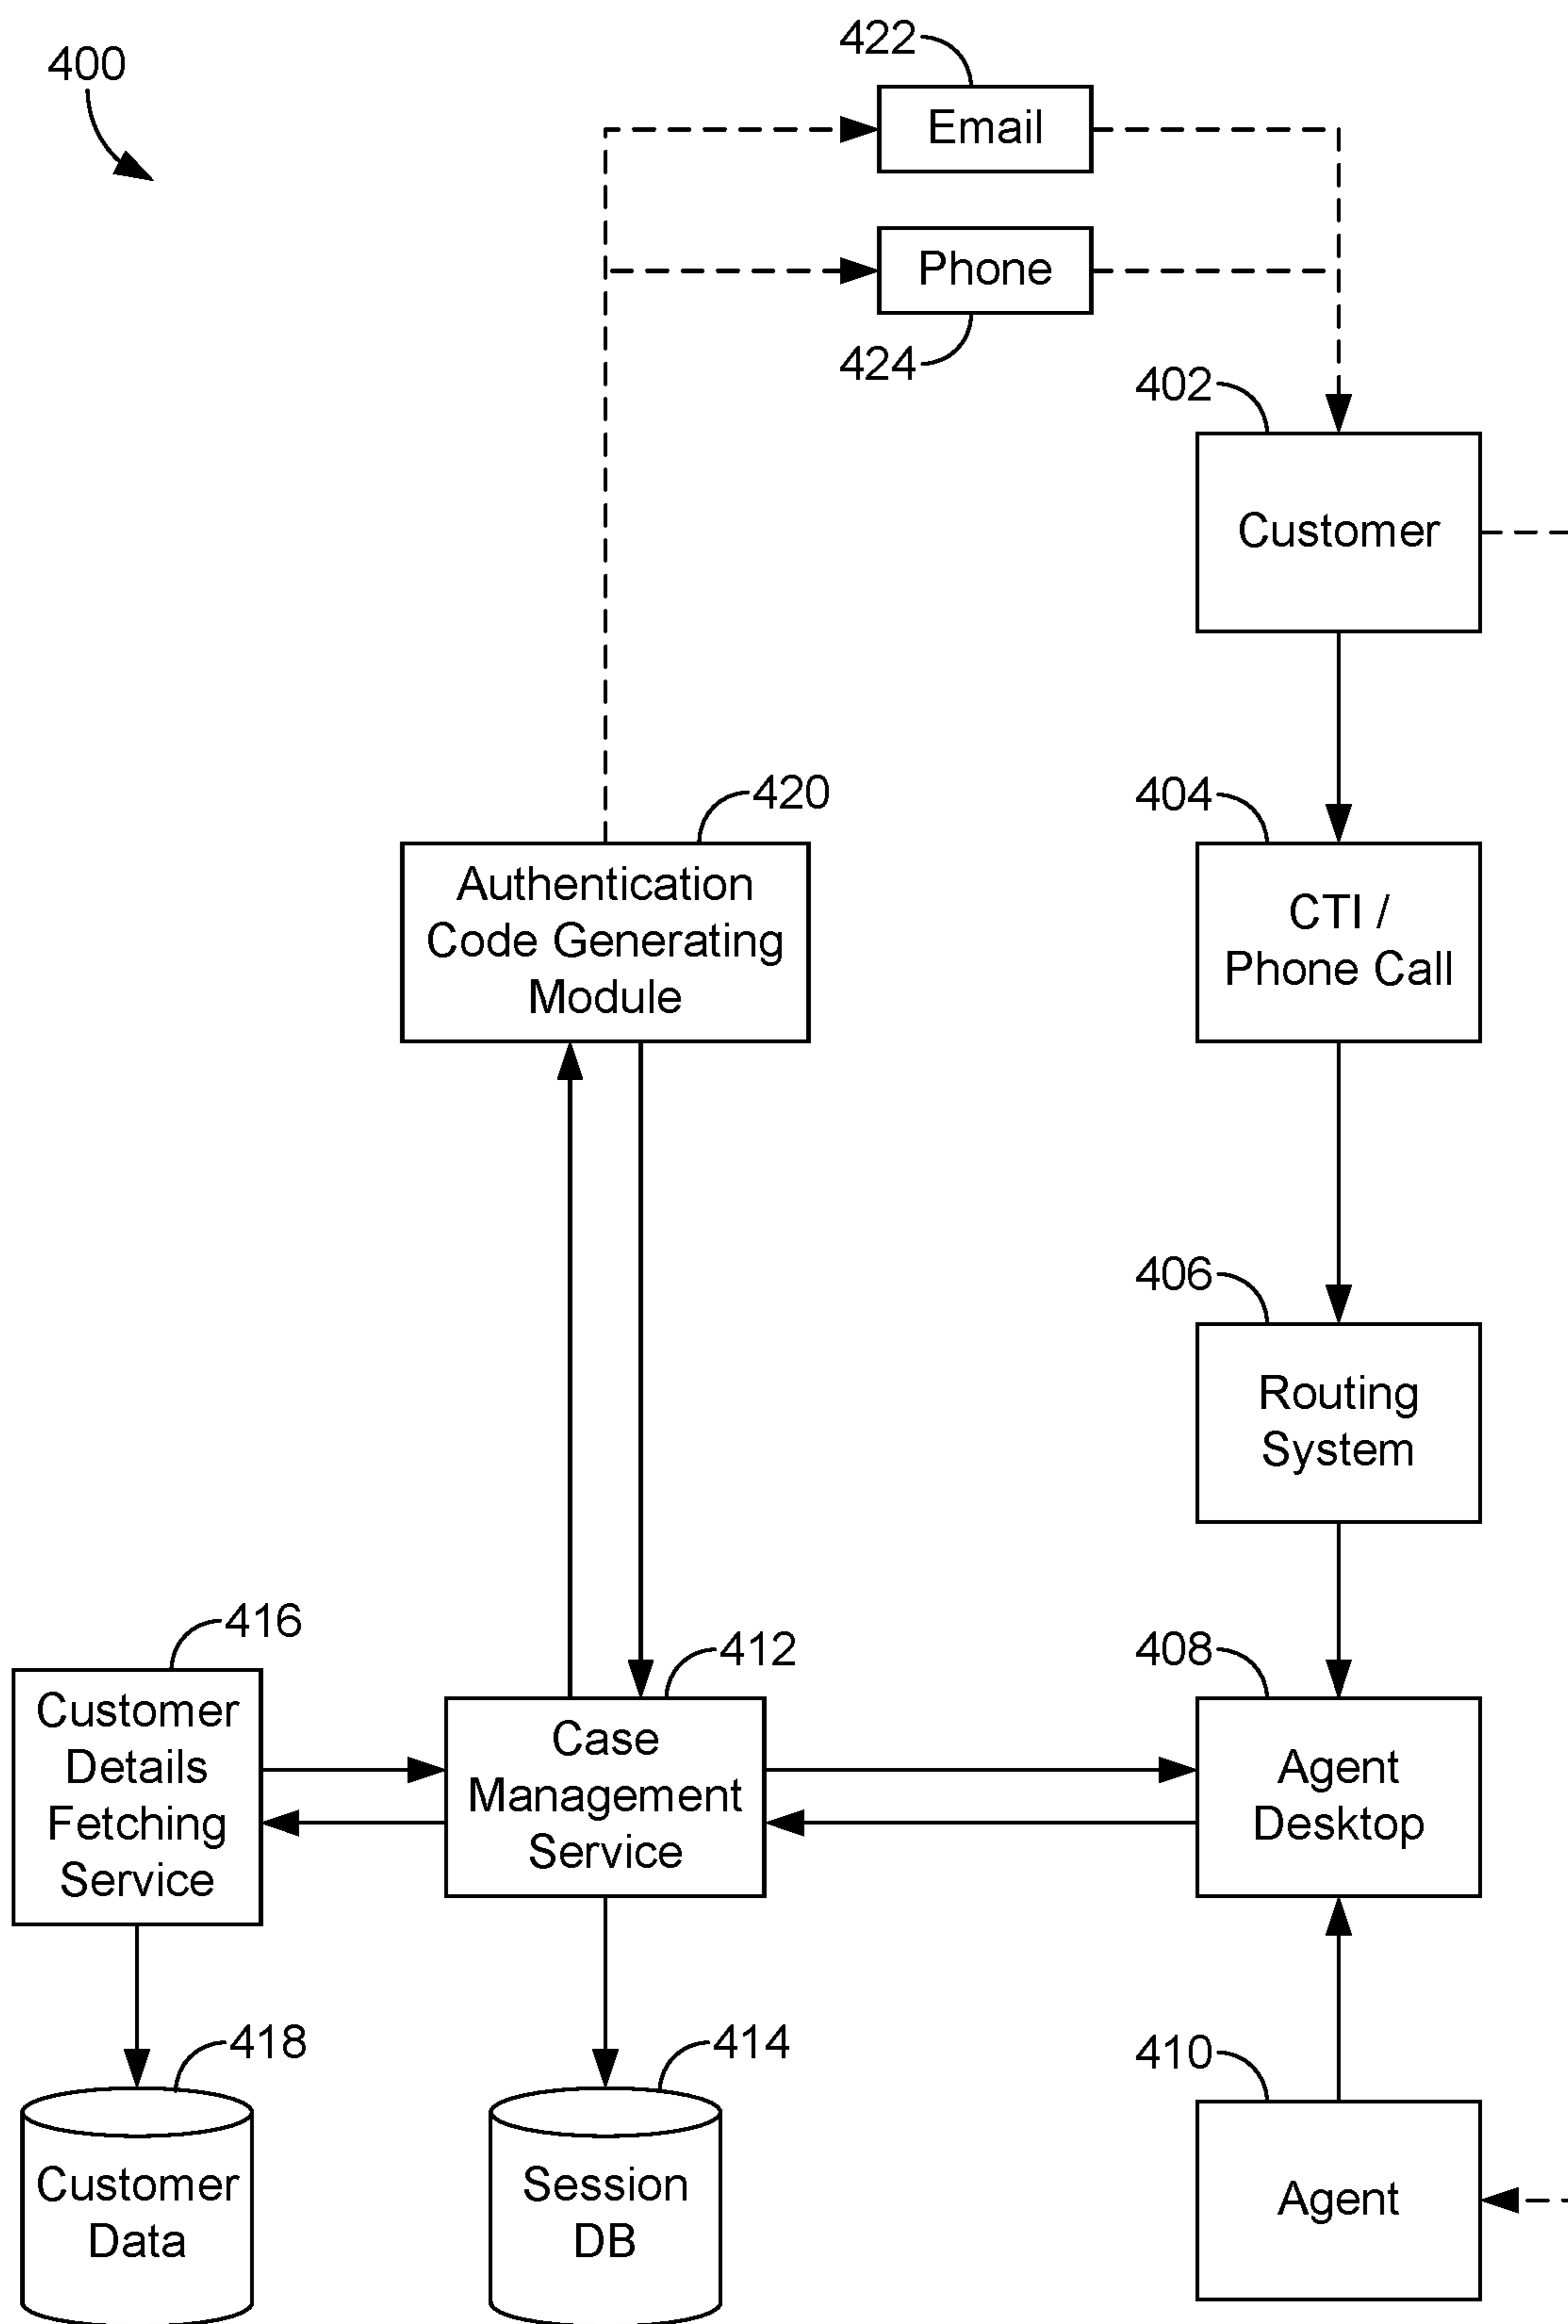 400
422
Email
Phone
424
402
Customer
420
Authentication
Code Generating
Module
404
CTI /
Phone Call
406
Routing
System
416
Customer
Details
Fetching
Service
412
Case
Management
Service
408
Agent
Desktop
418
Customer
Data
414
Session
DB
410
Agent